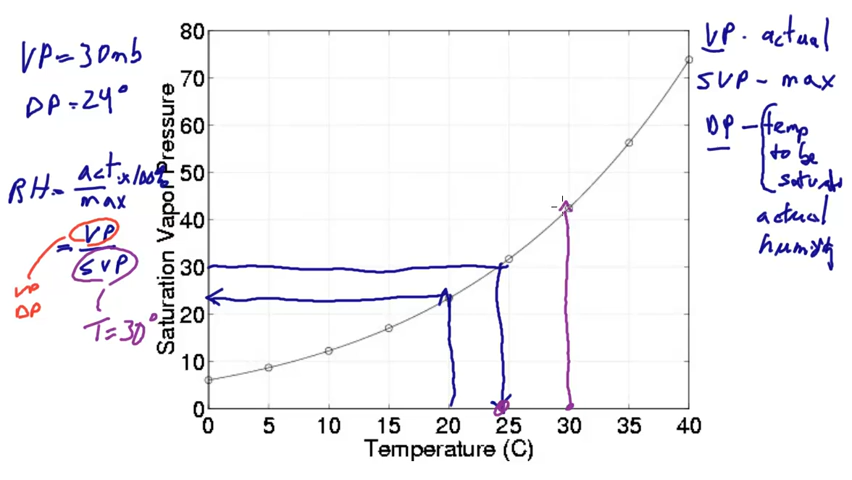 VP = 30mb
DP = 24°
RH = act. x100%
max
= VP
SVP
VP
DP
T = 30°
Saturation Vapor Pressure
80
70
60
50
40
30
20
10
0
0 5 10 15 20 25 30 35 40
Temperature (C)
VP - actual
SVP - max
DP - temp
to be
actual